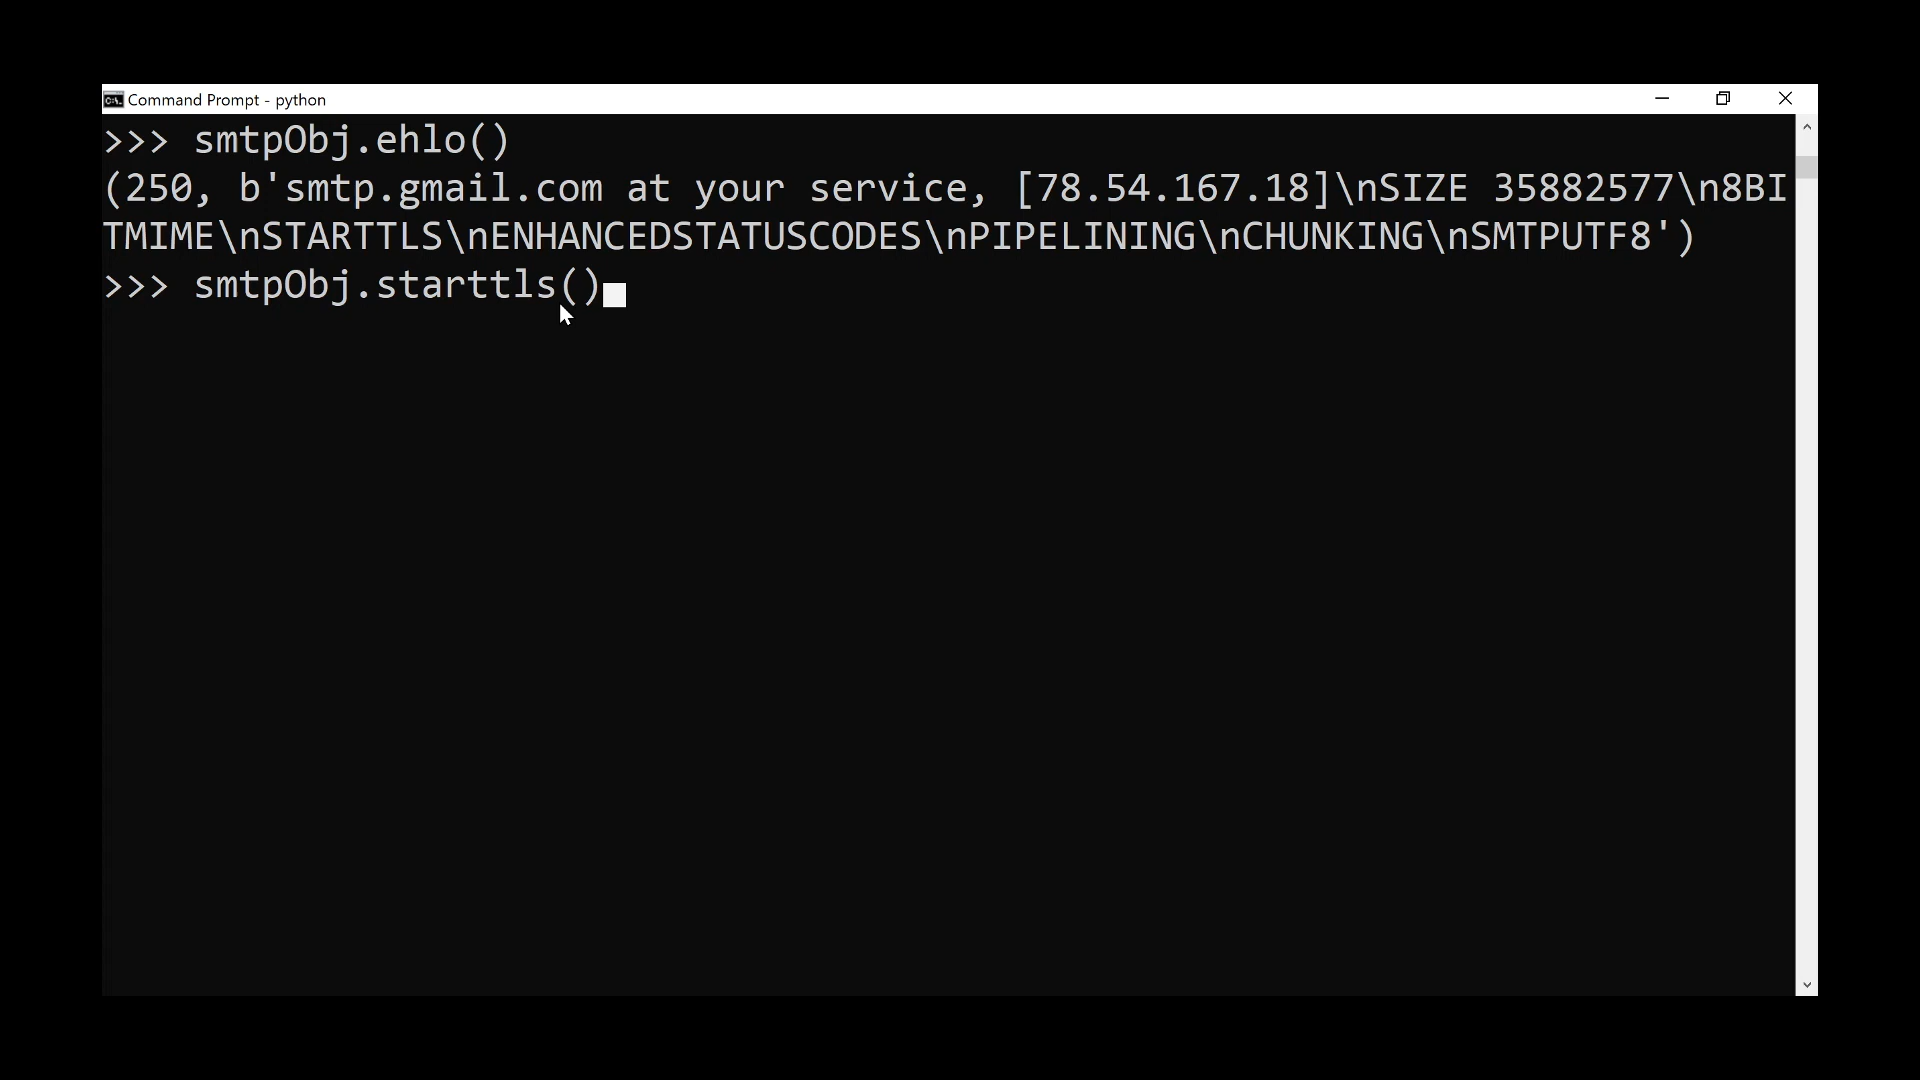 Command Prompt - python
>>> smtpObj.ehlo()
(250, b'smtp.gmail.com at your service, [78.54.167.18]\nSIZE 35882577\n8BI
TMIME\nSTARTTLS\nENHANCEDSTATUSCODES\nPIPELINING\nCHUNKING\nSMTPUTF8')
>>> smtpObj.starttls()